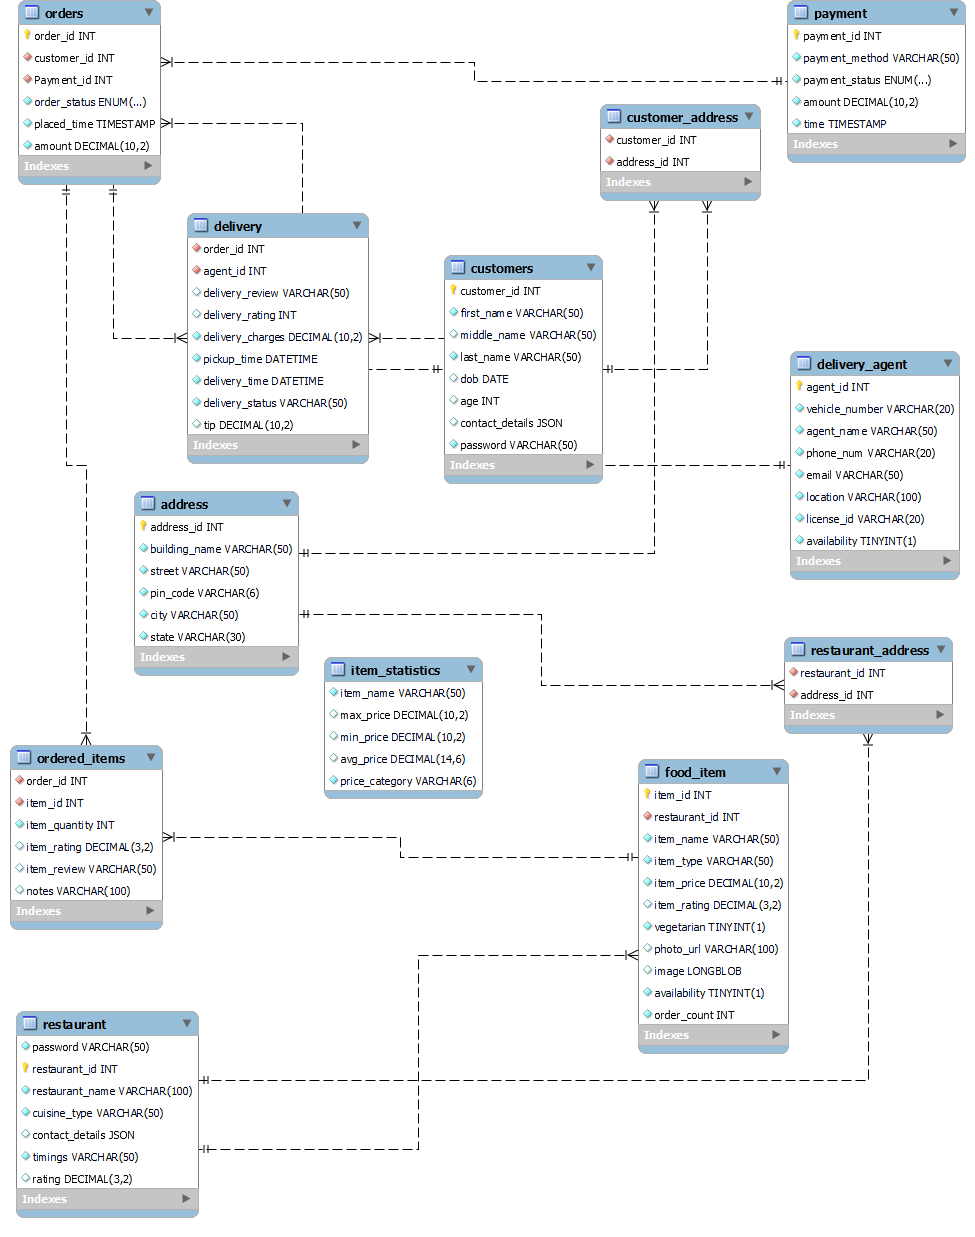 orders
order_id INT
customer_id INT
Payment_id INT
order_status ENUM(...)
placed_time TIMESTAMP
amount DECIMAL(10,2)
Indexes
payment
payment_id INT
payment_method VARCHAR(50)
payment_status ENUM(...)
amount DECIMAL(10,2)
time TIMESTAMP
Indexes
customer_address
customer_id INT
address_id INT
Indexes
delivery
order_id INT
agent_id INT
delivery_review VARCHAR(50)
delivery_rating INT
delivery_charges DECIMAL(10,2)
pickup_time DATETIME
delivery_time DATETIME
delivery_status VARCHAR(50)
tip DECIMAL(10,2)
Indexes
customers
customer_id INT
first_name VARCHAR(50)
middle_name VARCHAR(50)
last_name VARCHAR(50)
dob DATE
age INT
contact_details JSON
password VARCHAR(50)
Indexes
delivery_agent
agent_id INT
vehicle_number VARCHAR(20)
agent_name VARCHAR(50)
phone_num VARCHAR(20)
email VARCHAR(50)
location VARCHAR(100)
license_id VARCHAR(20)
availability TINYINT(1)
Indexes
address
address_id INT
building_name VARCHAR(50)
street VARCHAR(50)
pin_code VARCHAR(6)
city VARCHAR(50)
state VARCHAR(30)
Indexes
item_statistics
item_name VARCHAR(50)
max_price DECIMAL(10,2)
min_price DECIMAL(10,2)
avg_price DECIMAL(14,6)
price_category VARCHAR(6)
restaurant_address
restaurant_id INT
address_id INT
Indexes
ordered_items
order_id INT
item_id INT
item_quantity INT
item_rating DECIMAL(3,2)
item_review VARCHAR(50)
notes VARCHAR(100)
Indexes
food_item
item_id INT
restaurant_id INT
item_name VARCHAR(50)
item_type VARCHAR(50)
item_price DECIMAL(10,2)
item_rating DECIMAL(3,2)
vegetarian TINYINT(1)
photo_url VARCHAR(100)
image LONGBLOB
availability TINYINT(1)
order_count INT
Indexes
restaurant
password VARCHAR(50)
restaurant_id INT
restaurant_name VARCHAR(100)
cuisine_type VARCHAR(50)
contact_details JSON
timings VARCHAR(50)
rating DECIMAL(3,2)
Indexes